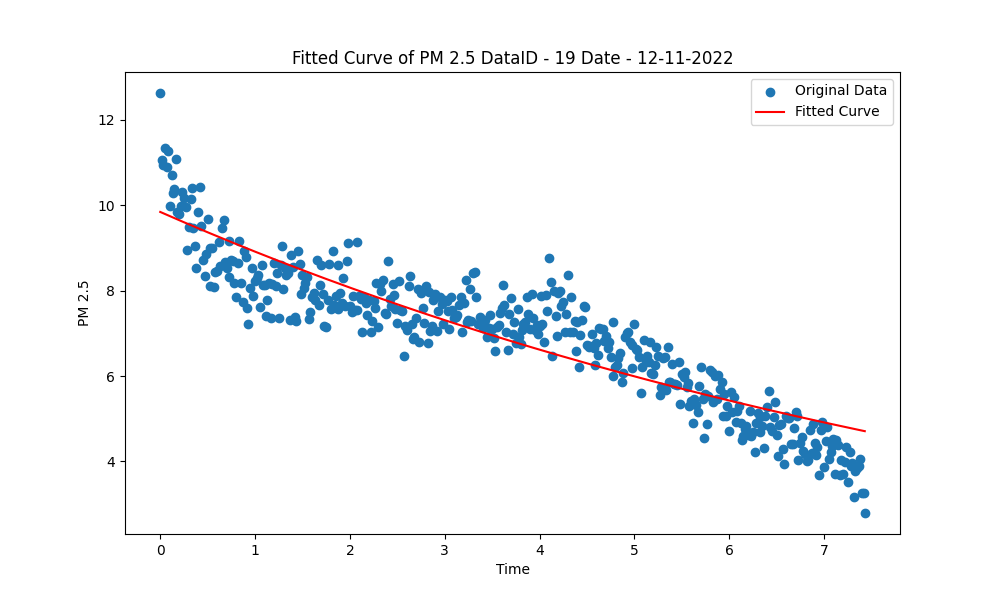 Fitted Curve of PM 2.5 DataID - 19 Date - 12-11-2022
Original Data
Fitted Curve
12
10
8
6
4
PM 2.5
0 1 2 3 4 5 6 7
Time